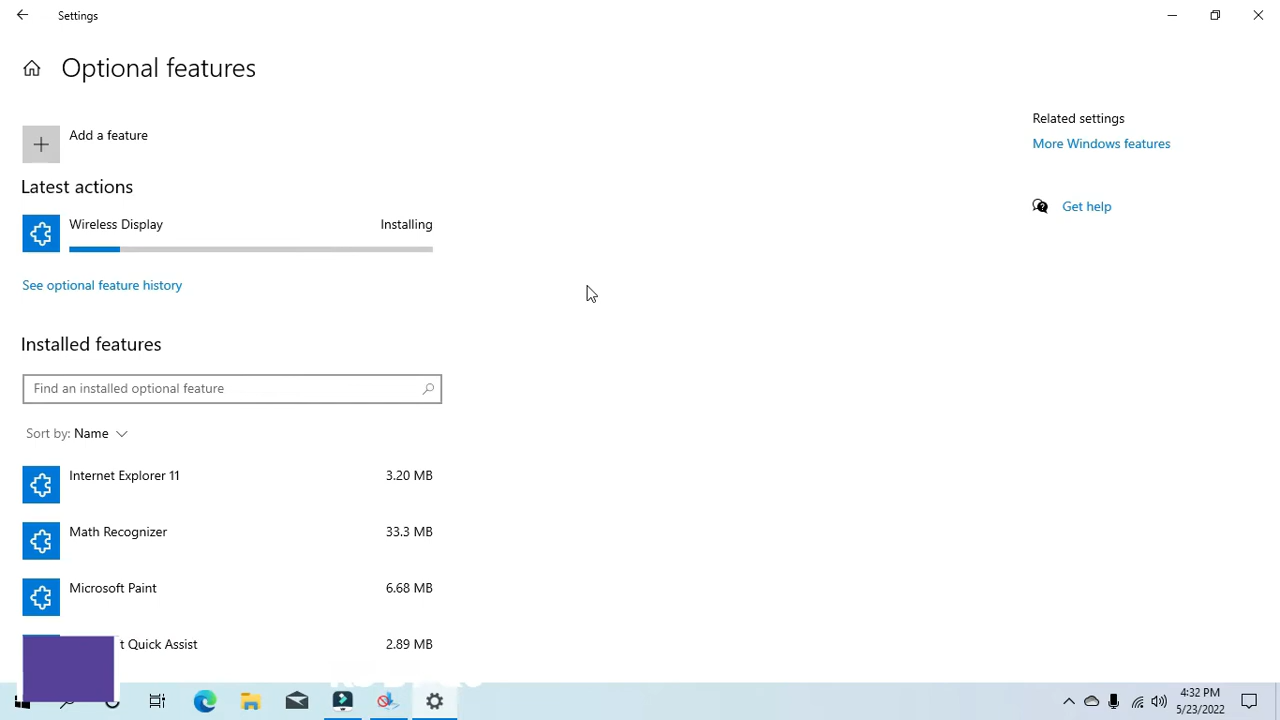 Settings
Optional features
Add a feature
Latest actions
Wireless Display Installing
See optional feature history
Installed features
Find an installed optional feature
Sort by: Name
Internet Explorer 11 3.20 MB
Math Recognizer 33.3 MB
Microsoft Paint 6.68 MB
t Quick Assist 2.89 MB
Related settings
More Windows features
Get help
4:32 PM
5/23/2022